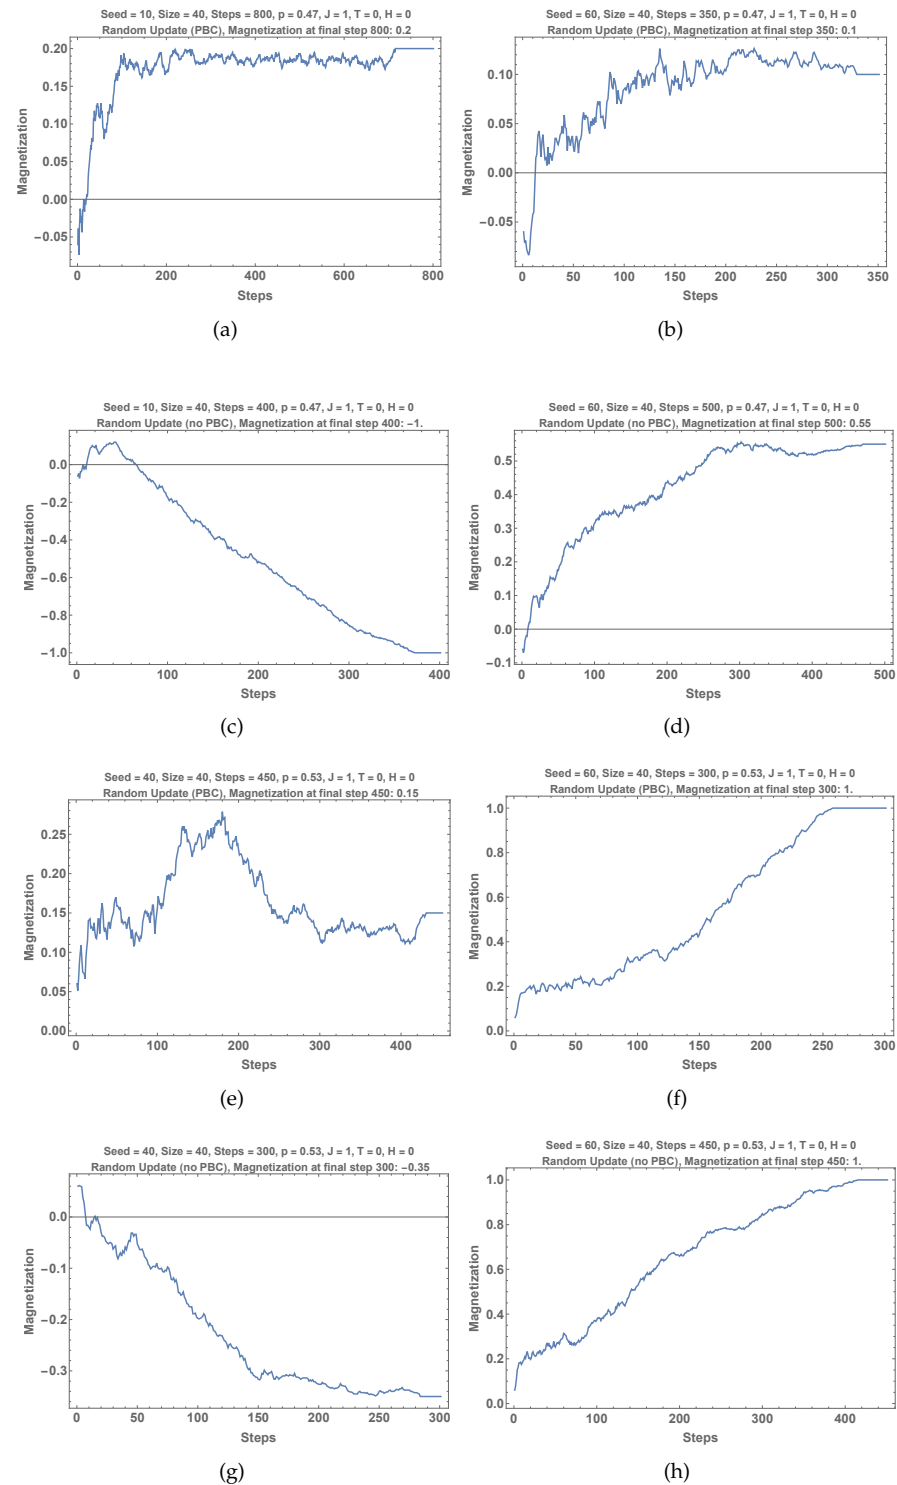 Seed = 10, Size = 40, Steps = 800, p = 0.47, J = 1, T = 0, H = 0
Random Update (PBC), Magnetization at final step 800: 0.2
Magnetization
0.20
0.15
0.10
0.05
0.00
−0.05
0 200 400 600 800
Steps
(a)
Seed = 60, Size = 40, Steps = 350, p = 0.47, J = 1, T = 0, H = 0
Random Update (PBC), Magnetization at final step 350: 0.1
Magnetization
0.10
0.05
0.00
−0.05
0 50 100 150 200 250 300 350
Steps
(b)
Seed = 10, Size = 40, Steps = 400, p = 0.47, J = 1, T = 0, H = 0
Random Update (no PBC), Magnetization at final step 400: −1.
Magnetization
0.0
−0.2
−0.4
−0.6
−0.8
−1.0
0 100 200 300 400
Steps
(c)
Seed = 60, Size = 40, Steps = 500, p = 0.47, J = 1, T = 0, H = 0
Random Update (no PBC), Magnetization at final step 500: 0.55
Magnetization
0.5
0.4
0.3
0.2
0.1
0.0
−0.1
0 100 200 300 400 500
Steps
(d)
Seed = 40, Size = 40, Steps = 450, p = 0.53, J = 1, T = 0, H = 0
Random Update (PBC), Magnetization at final step 450: 0.15
Magnetization
0.25
0.20
0.15
0.10
0.05
0.00
0 100 200 300 400
Steps
(e)
Seed = 60, Size = 40, Steps = 300, p = 0.53, J = 1, T = 0, H = 0
Random Update (PBC), Magnetization at final step 300: 1.
Magnetization
1.0
0.8
0.6
0.4
0.2
0.0
0 50 100 150 200 250 300
Steps
(f)
Seed = 40, Size = 40, Steps = 300, p = 0.53, J = 1, T = 0, H = 0
Random Update (no PBC), Magnetization at final step 300: −0.35
Magnetization
0.0
−0.1
−0.2
−0.3
0 50 100 150 200 250 300
Steps
(g)
Seed = 60, Size = 40, Steps = 450, p = 0.53, J = 1, T = 0, H = 0
Random Update (no PBC), Magnetization at final step 450: 1.
Magnetization
1.0
0.8
0.6
0.4
0.2
0.0
0 100 200 300 400
Steps
(h)